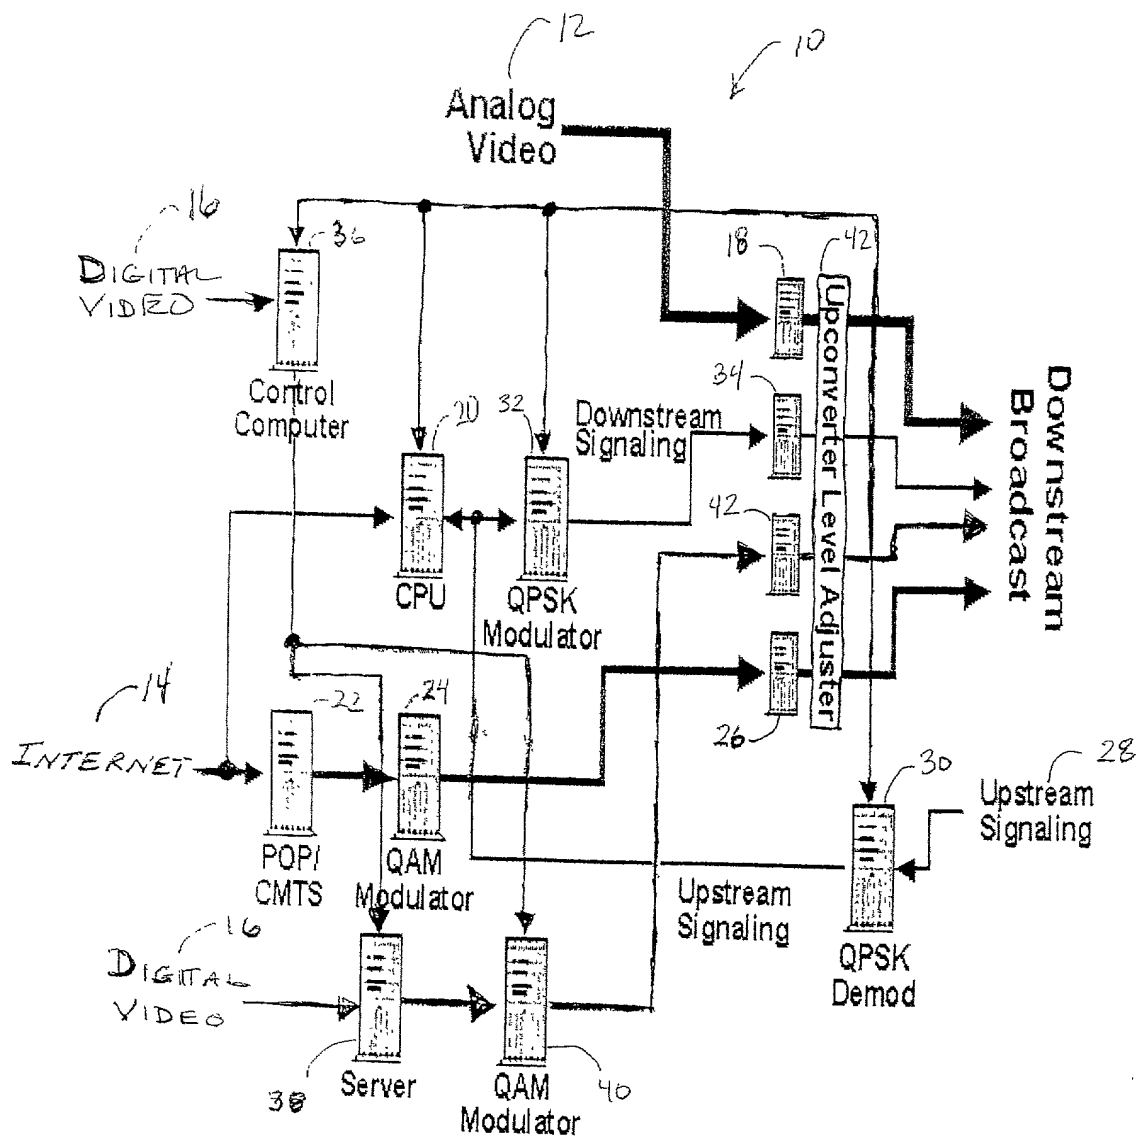 12
10
Analog
Video
16
36
DIGITAL
VIDEO
18
42
Upconverter Level Adjuster
Control
Computer
20
32
Downstream
Signaling
34
Downstream
Broadcast
42
CPU
QPSK
Modulator
14
22
24
26
INTERNET
30
28
Upstream
Signaling
POP/
CMTS
QAM
Modulator
Upstream
Signaling
16
DIGITAL
VIDEO
QPSK
Demod
38
Server
QAM
Modulator
40